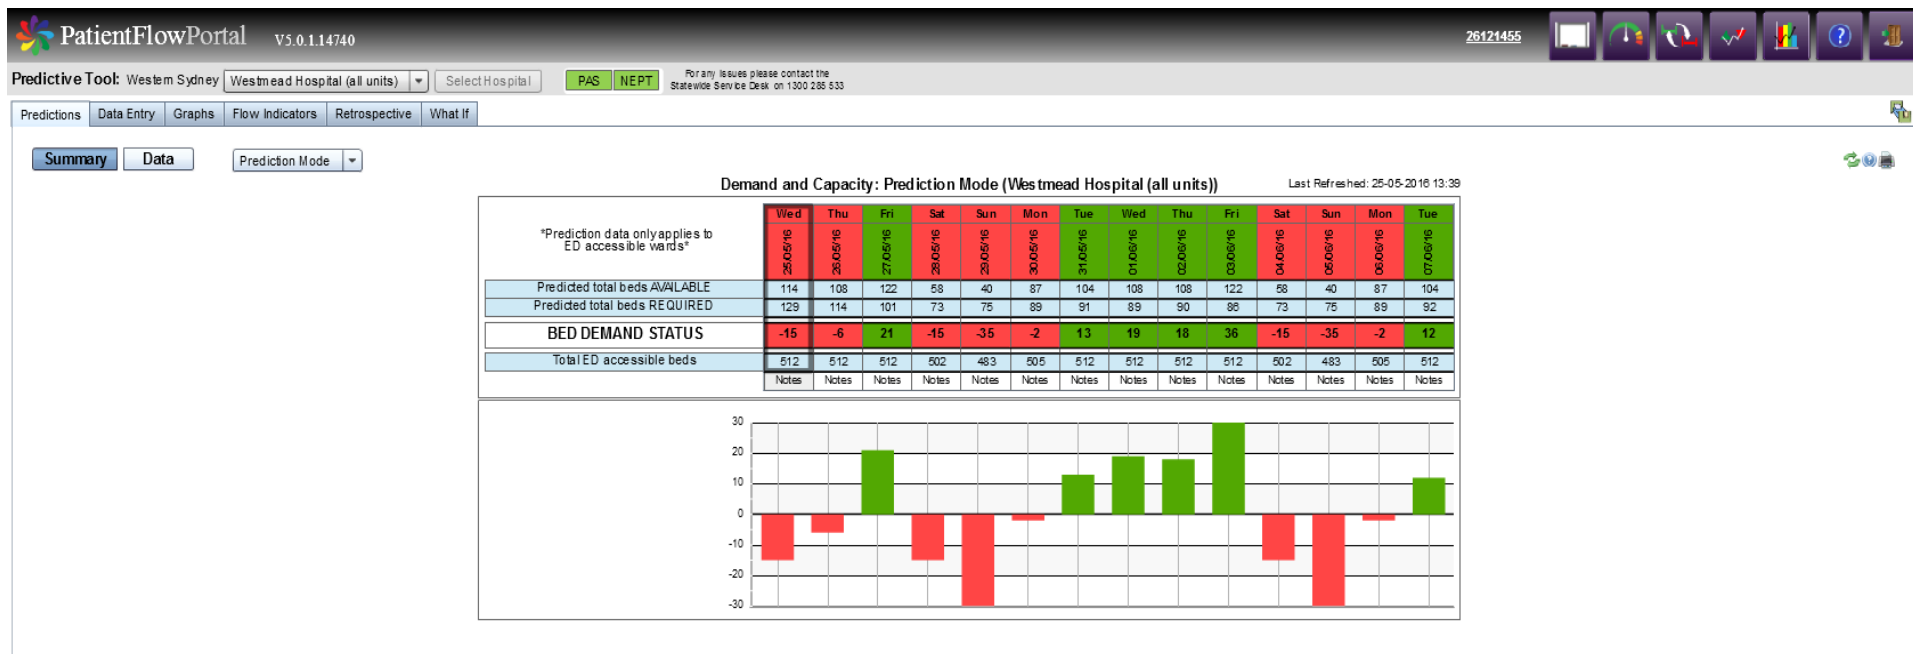 PatientFlowPortal V5.0.1.14740
26121455
Predictive Tool: Western Sydney Westmead Hospital (all units) Select Hospital PAS NEPT
For any Issues please contact the
Statewide Service Desk on 1300 285 533
Predictions Data Entry Graphs Flow Indicators Retrospective What If
Summary Data Prediction Mode
Demand and Capacity: Prediction Mode (Westmead Hospital (all units)) Last Refreshed: 25-05-2016 13:39
Wed Thu Fri Sat Sun Mon Tue Wed Thu Fri Sat Sun Mon Tue
*Prediction data only applies to
ED accessible wards*
25/05/16 26/05/16 27/05/16 28/05/16 29/05/16 30/05/16 31/05/16 01/06/16 02/06/16 03/06/16 04/06/16 05/06/16 06/06/16 07/06/16
Predicted total beds AVAILABLE 114 108 122 58 40 87 104 108 108 122 58 40 87 104
Predicted total beds REQUIRED 129 114 101 73 75 89 91 89 90 86 73 75 89 92
BED DEMAND STATUS -15 -6 21 -15 -35 -2 13 19 18 36 -15 -35 -2 12
Total ED accessible beds 512 512 512 502 483 505 512 512 512 512 502 483 505 512
Notes Notes Notes Notes Notes Notes Notes Notes Notes Notes Notes Notes Notes Notes
30
20
10
0
-10
-20
-30